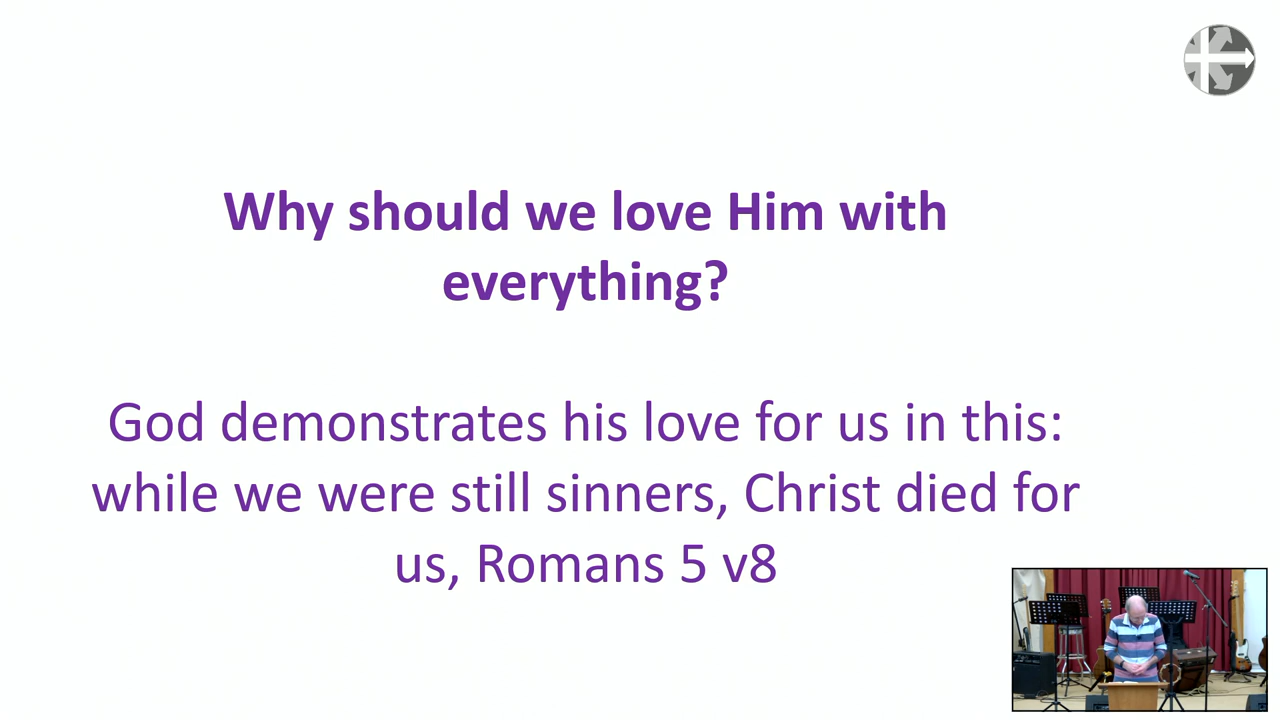 Why should we love Him with
everything?
God demonstrates his love for us in this:
while we were still sinners, Christ died for
us, Romans 5 v8